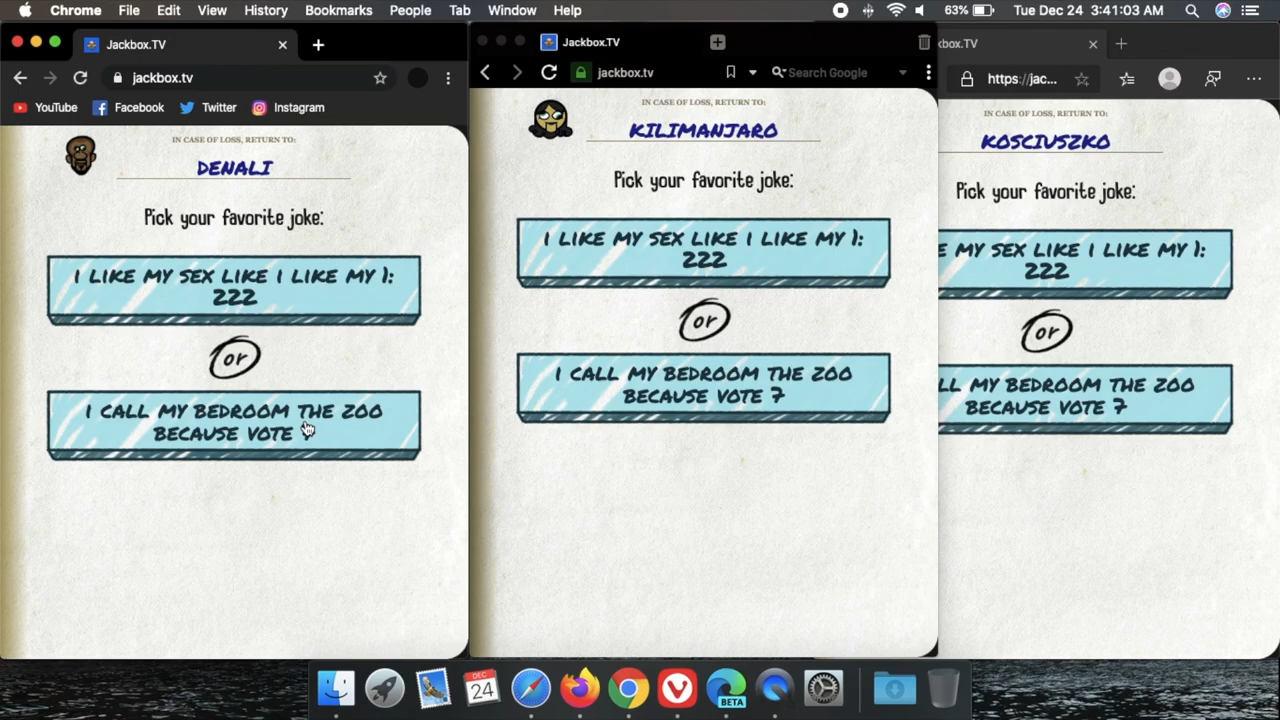 Chrome File Edit View History Bookmarks People Tab Window Help 63% Tue Dec 24 3:41:03 AM
Jackbox.TV
jackbox.tv
YouTube Facebook Twitter Instagram
IN CASE OF LOSS, RETURN TO:
DENALI
Pick your favorite joke:
I LIKE MY SEX LIKE I LIKE MY ):
222
or
I CALL MY BEDROOM THE ZOO
BECAUSE VOTE
Jackbox.TV
jackbox.tv Search Google
IN CASE OF LOSS, RETURN TO:
KILIMANJARO
Pick your favorite joke:
I LIKE MY SEX LIKE I LIKE MY ):
222
or
I CALL MY BEDROOM THE ZOO
BECAUSE VOTE 7
kbox.TV
https://jac...
IN CASE OF LOSS, RETURN TO:
KOSCIUSZKO
Pick your favorite joke:
E MY SEX LIKE I LIKE MY ):
222
or
LL MY BEDROOM THE ZOO
BECAUSE VOTE 7
DEC
24
BETA